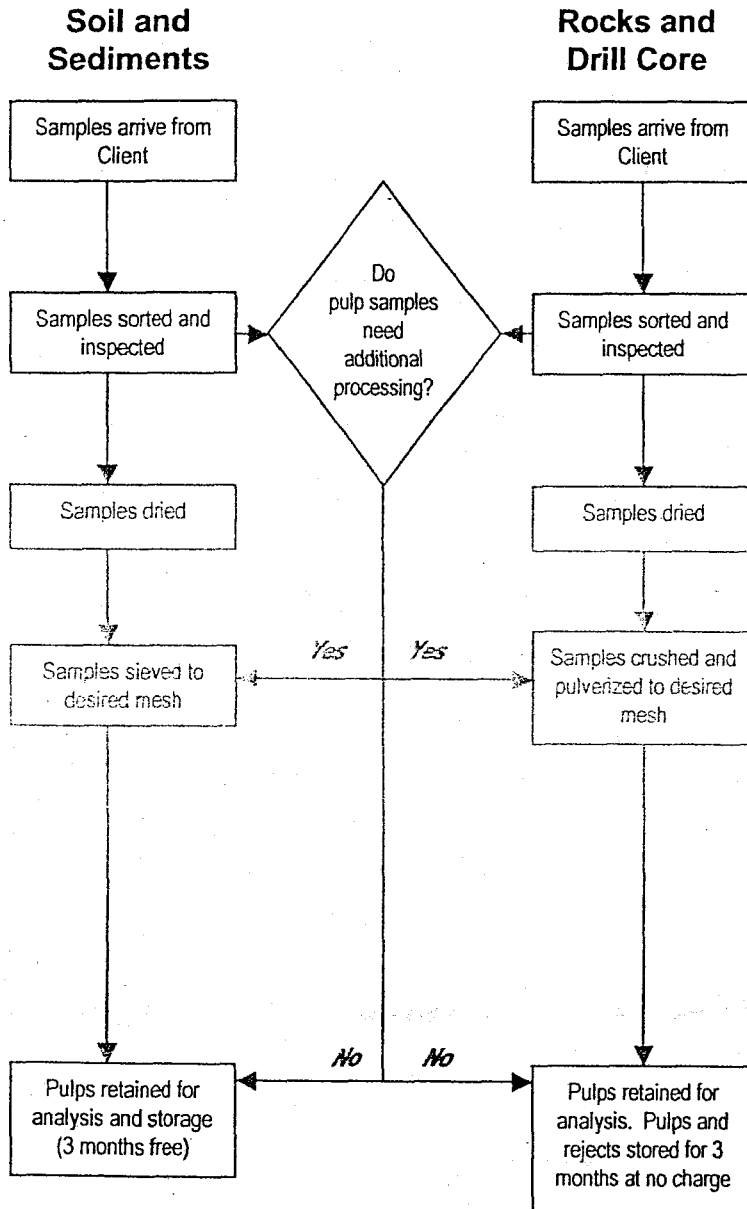 Soil and
Sediments
Samples arrive from
Client
Samples sorted and
inspected
Samples dried
Samples sieved to
desired mesh
Pulps retained for
analysis and storage
(3 months free)
Do
pulp samples
need
additional
processing?
Yes
Yes
No
No
Rocks and
Drill Core
Samples arrive from
Client
Samples sorted and
inspected
Samples dried
Samples crushed and
pulverized to desired
mesh
Pulps retained for
analysis. Pulps and
rejects stored for 3
months at no charge